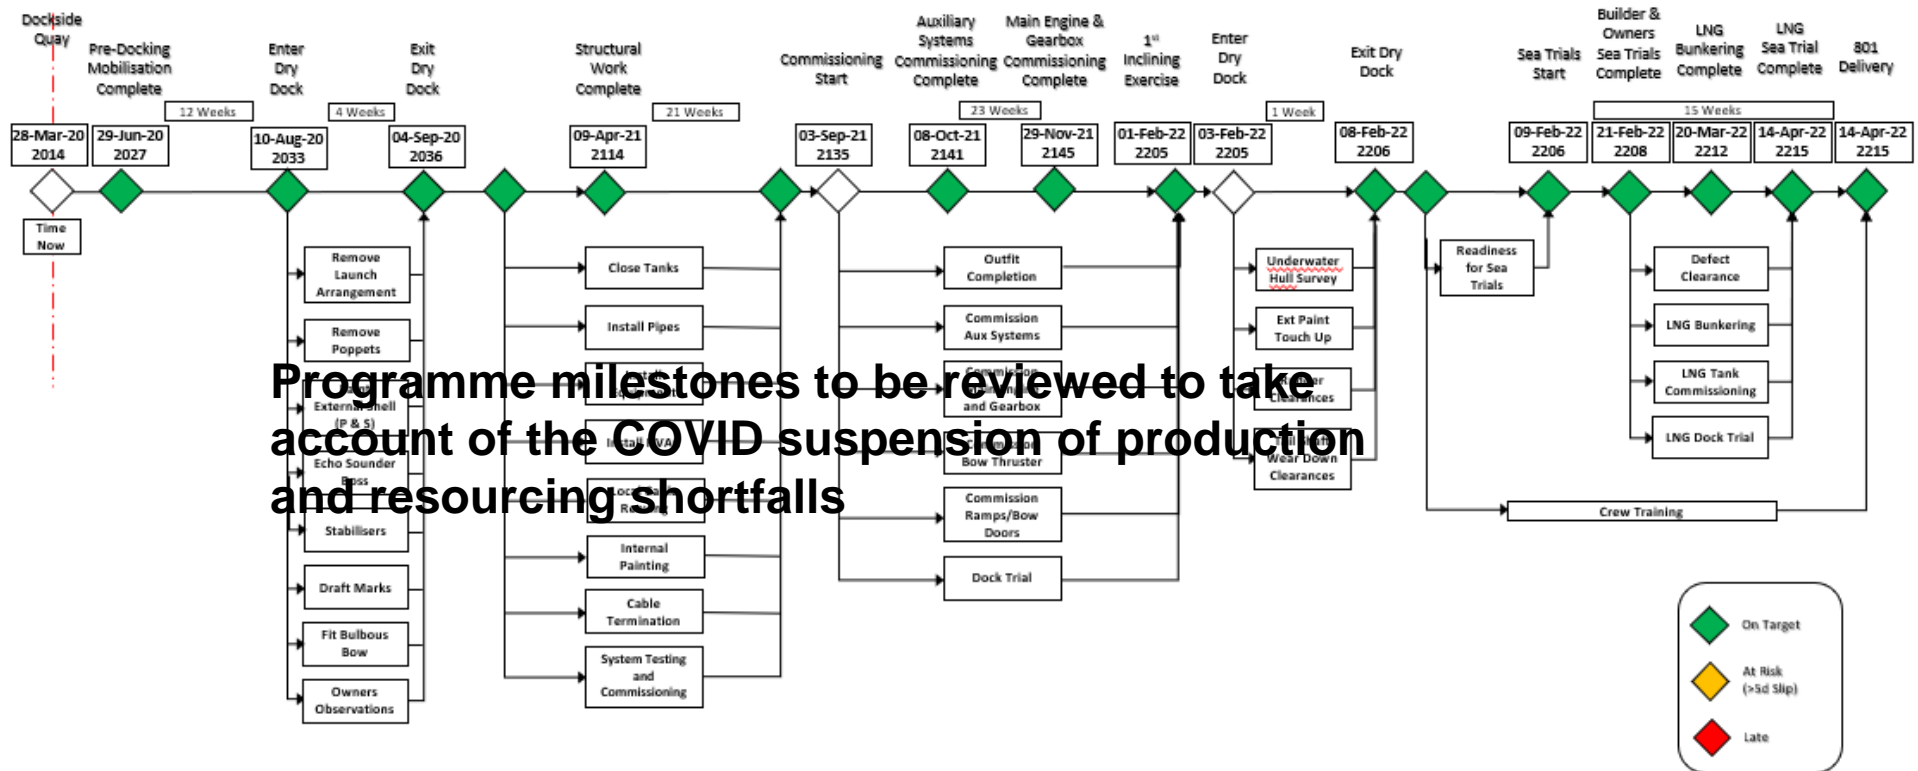 Dockside
Quay
Pre-Docking
Mobilisation
Complete
Enter
Dry
Dock
Exit
Dry
Dock
Structural
Work
Complete
Commissioning
Start
Auxiliary
Systems
Commissioning
Complete
Main Engine &
Gearbox
Commissioning
Complete
1st
Inclining
Exercise
Enter
Dry
Dock
Exit Dry
Dock
Sea Trials
Start
Builder &
Owners
Sea Trials
Complete
LNG
Bunkering
Complete
LNG
Sea Trial
Complete
801
Delivery
12 Weeks
4 Weeks
21 Weeks
23 Weeks
1 Week
15 Weeks
28-Mar-20
2014
29-Jun-20
2027
10-Aug-20
2033
04-Sep-20
2036
09-Apr-21
2114
03-Sep-21
2135
08-Oct-21
2141
29-Nov-21
2145
01-Feb-22
2205
03-Feb-22
2205
08-Feb-22
2206
09-Feb-22
2206
21-Feb-22
2208
20-Mar-22
2212
14-Apr-22
2215
14-Apr-22
2215
Time
Now
Remove
Launch
Arrangement
Remove
Poppets
External Shell
(P & S)
Echo Sounder
Boss
Stabilisers
Draft Marks
Fit Bulbous
Bow
Owners
Observations
Close Tanks
Install Pipes
Install
Internal
Painting
Cable
Termination
System Testing
and
Commissioning
Outfit
Completion
Commission
Aux Systems
Commission
and Gearbox
Commission
Bow Thruster
Commission
Ramps/Bow
Doors
Dock Trial
Underwater
Hull Survey
Ext Paint
Touch Up
Clearances
Wear Down
Clearances
Readiness
for Sea
Trials
Defect
Clearance
LNG Bunkering
LNG Tank
Commissioning
LNG Dock Trial
Crew Training
Programme milestones to be reviewed to take
account of the COVID suspension of production
and resourcing shortfalls
On Target
At Risk
(>5d Slip)
Late